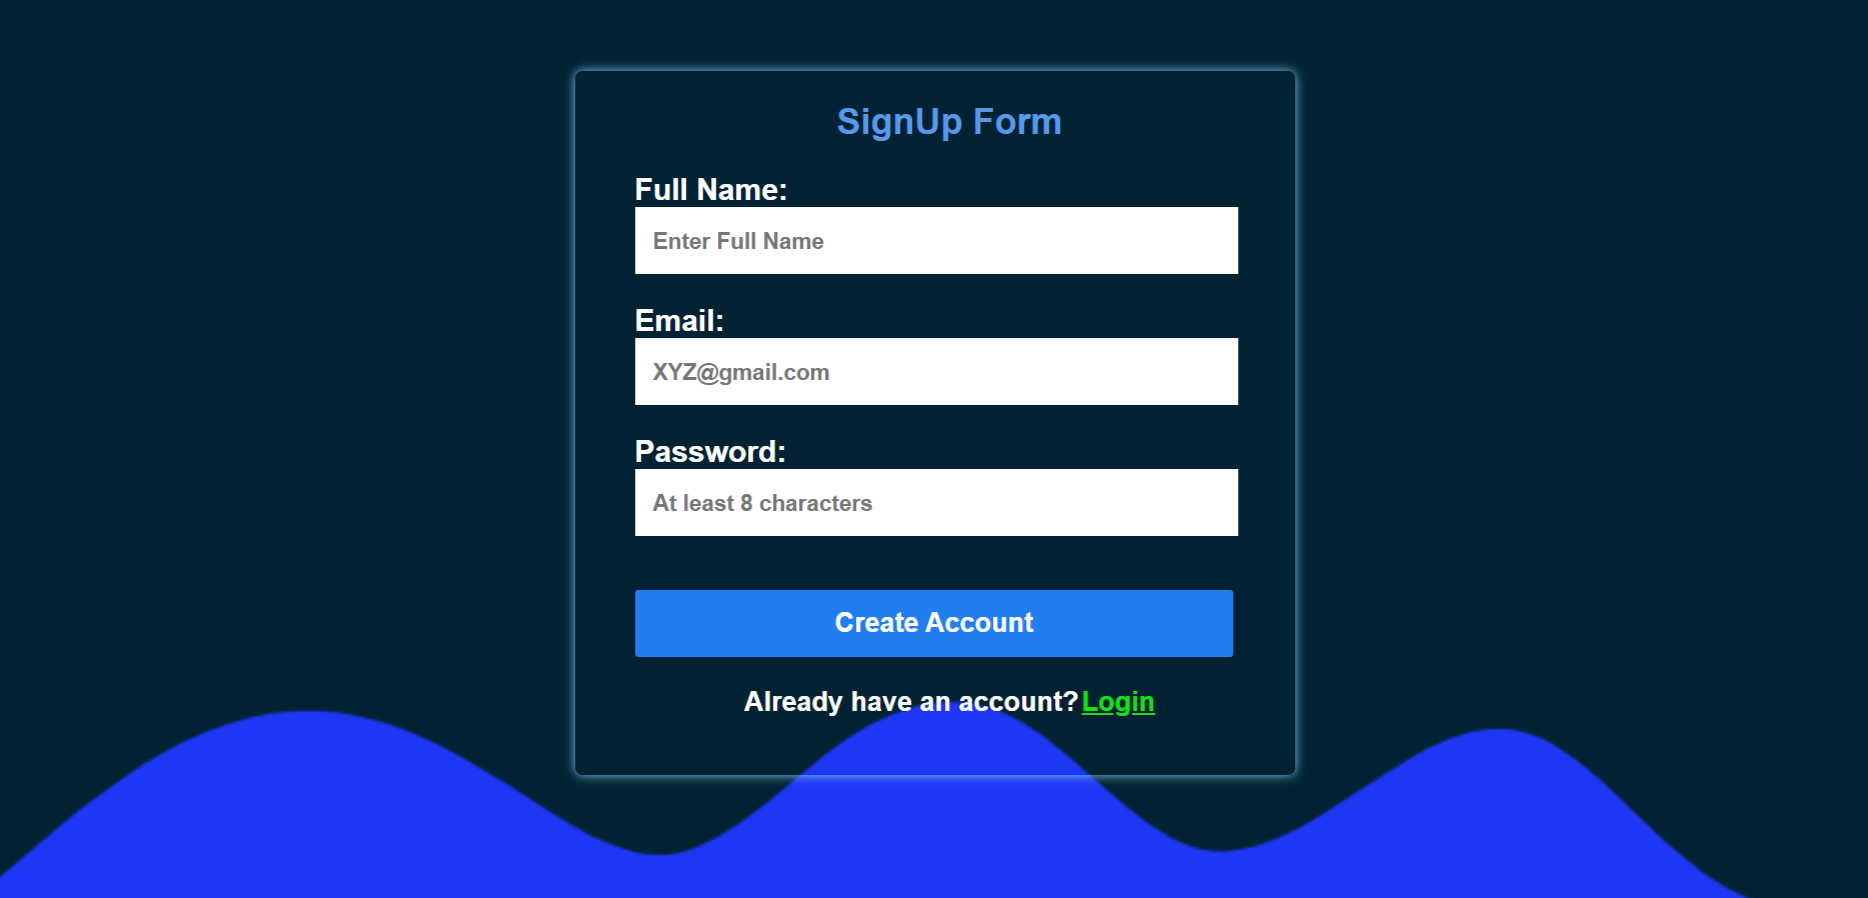 SignUp Form
Full Name:
Enter Full Name
Email:
XYZ@gmail.com
Password:
At least 8 characters
Create Account
Already have an account? Login